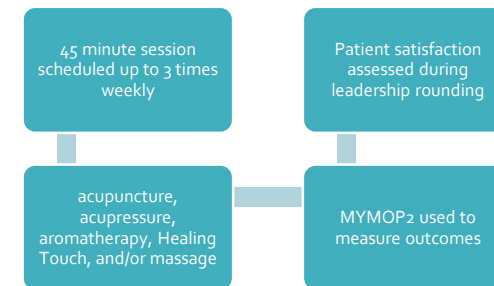 45 minute session
scheduled up to 3 times
weekly
acupuncture,
acupressure,
aromatherapy, Healing
Touch, and/or massage
MYMOP2 used to
measure outcomes
Patient satisfaction
assessed during
leadership rounding